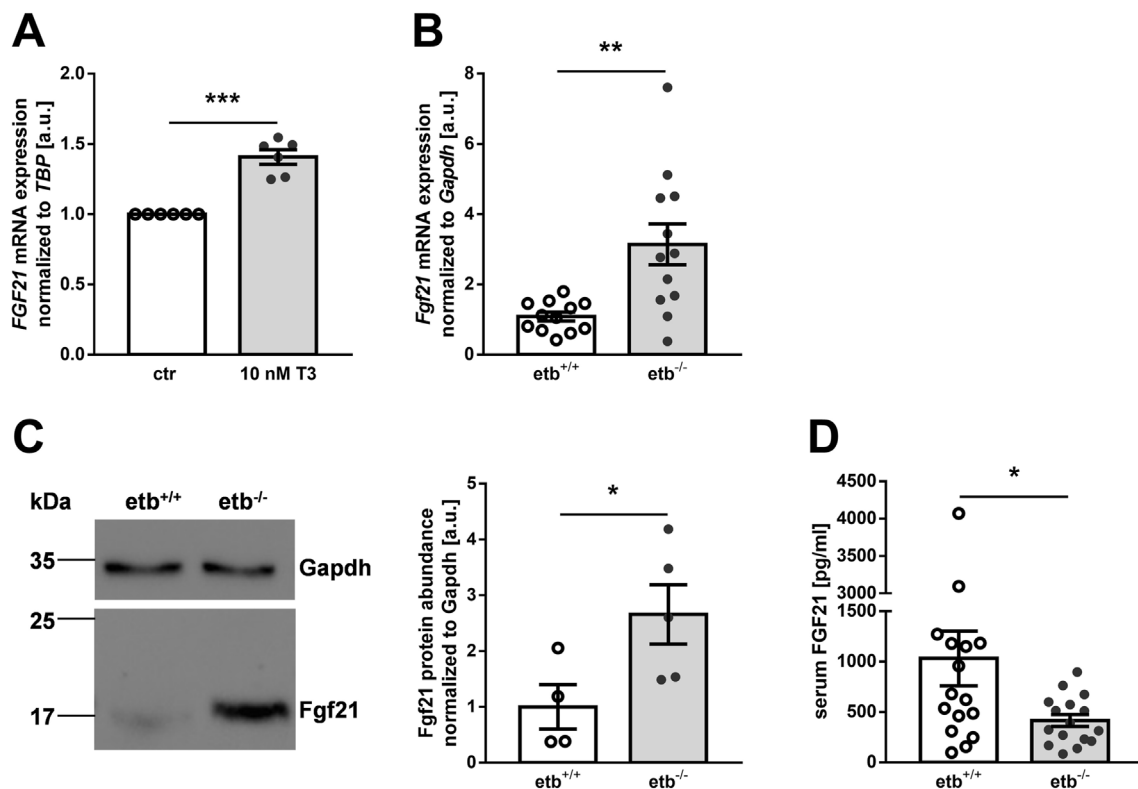 A
FGF21 mRNA expression
normalized to TBP [a.u.]
2.0
1.5
1.0
0.5
0.0
***
ctr
10 nM T3
B
Fgf21 mRNA expression
normalized to Gapdh [a.u.]
8
6
4
2
0
**
etb+/+
etb-/-
C
kDa
etb+/+
etb-/-
35
Gapdh
25
17
Fgf21
Fgf21 protein abundance
normalized to Gapdh [a.u.]
5
4
3
2
1
0
*
etb+/+
etb-/-
D
serum FGF21 [pg/ml]
4500
4000
3500
3000
1500
1000
500
0
*
etb+/+
etb-/-